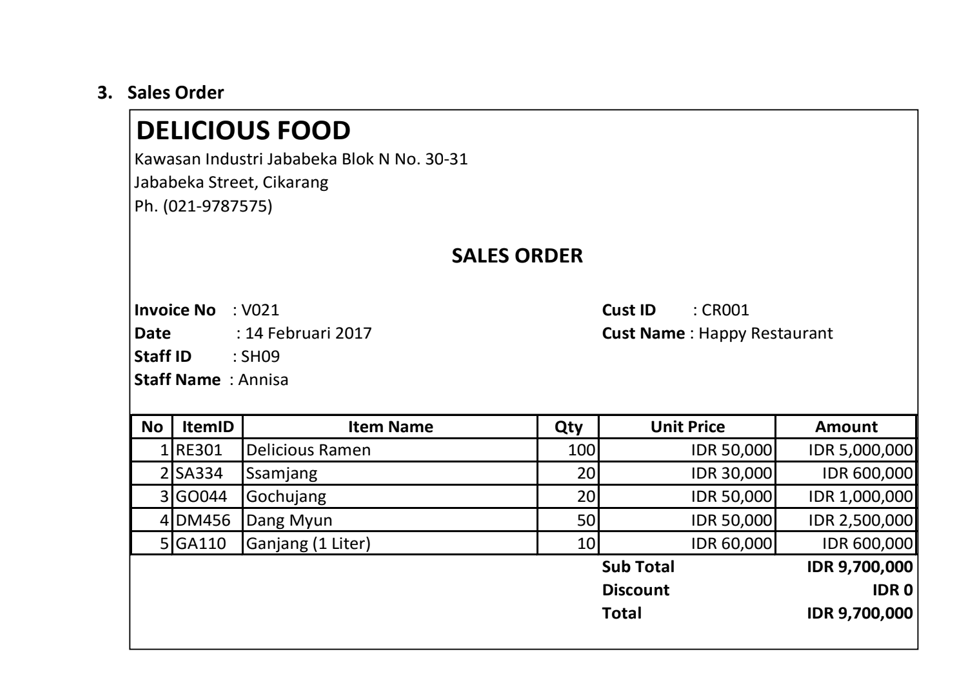 3. Sales Order
DELICIOUS FOOD
Kawasan Industri Jababeka Blok N No. 30-31
Jababeka Street, Cikarang
Ph. (021-9787575)
SALES ORDER
Invoice No : V021 Cust ID : CR001
Date : 14 Februari 2017 Cust Name : Happy Restaurant
Staff ID : SH09
Staff Name : Annisa
No ItemID Item Name Qty Unit Price Amount
1 RE301 Delicious Ramen 100 IDR 50,000 IDR 5,000,000
2 SA334 Ssamjang 20 IDR 30,000 IDR 600,000
3 GO044 Gochujang 20 IDR 50,000 IDR 1,000,000
4 DM456 Dang Myun 50 IDR 50,000 IDR 2,500,000
5 GA110 Ganjang (1 Liter) 10 IDR 60,000 IDR 600,000
Sub Total IDR 9,700,000
Discount IDR 0
Total IDR 9,700,000